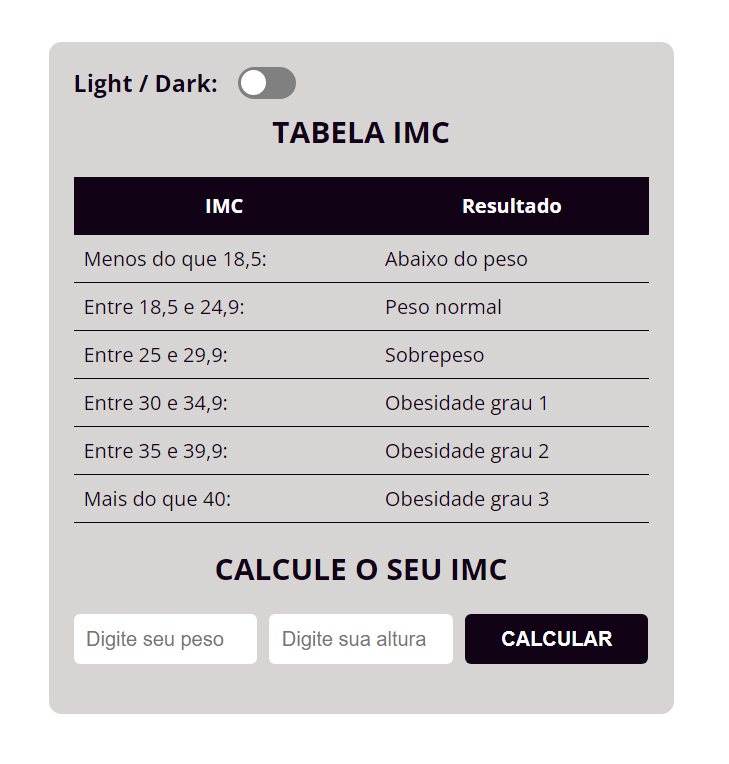 Light / Dark:
TABELA IMC
IMC Resultado
Menos do que 18,5: Abaixo do peso
Entre 18,5 e 24,9: Peso normal
Entre 25 e 29,9: Sobrepeso
Entre 30 e 34,9: Obesidade grau 1
Entre 35 e 39,9: Obesidade grau 2
Mais do que 40: Obesidade grau 3
CALCULE O SEU IMC
Digite seu peso Digite sua altura CALCULAR